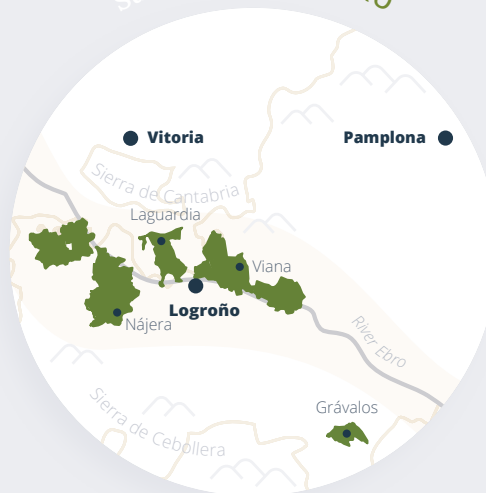 Vitoria
Pamplona
Sierra de Cantabria
Laguardia
Viana
Logroño
Nájera
River Ebro
Grávalos
Sierra de Cebollera